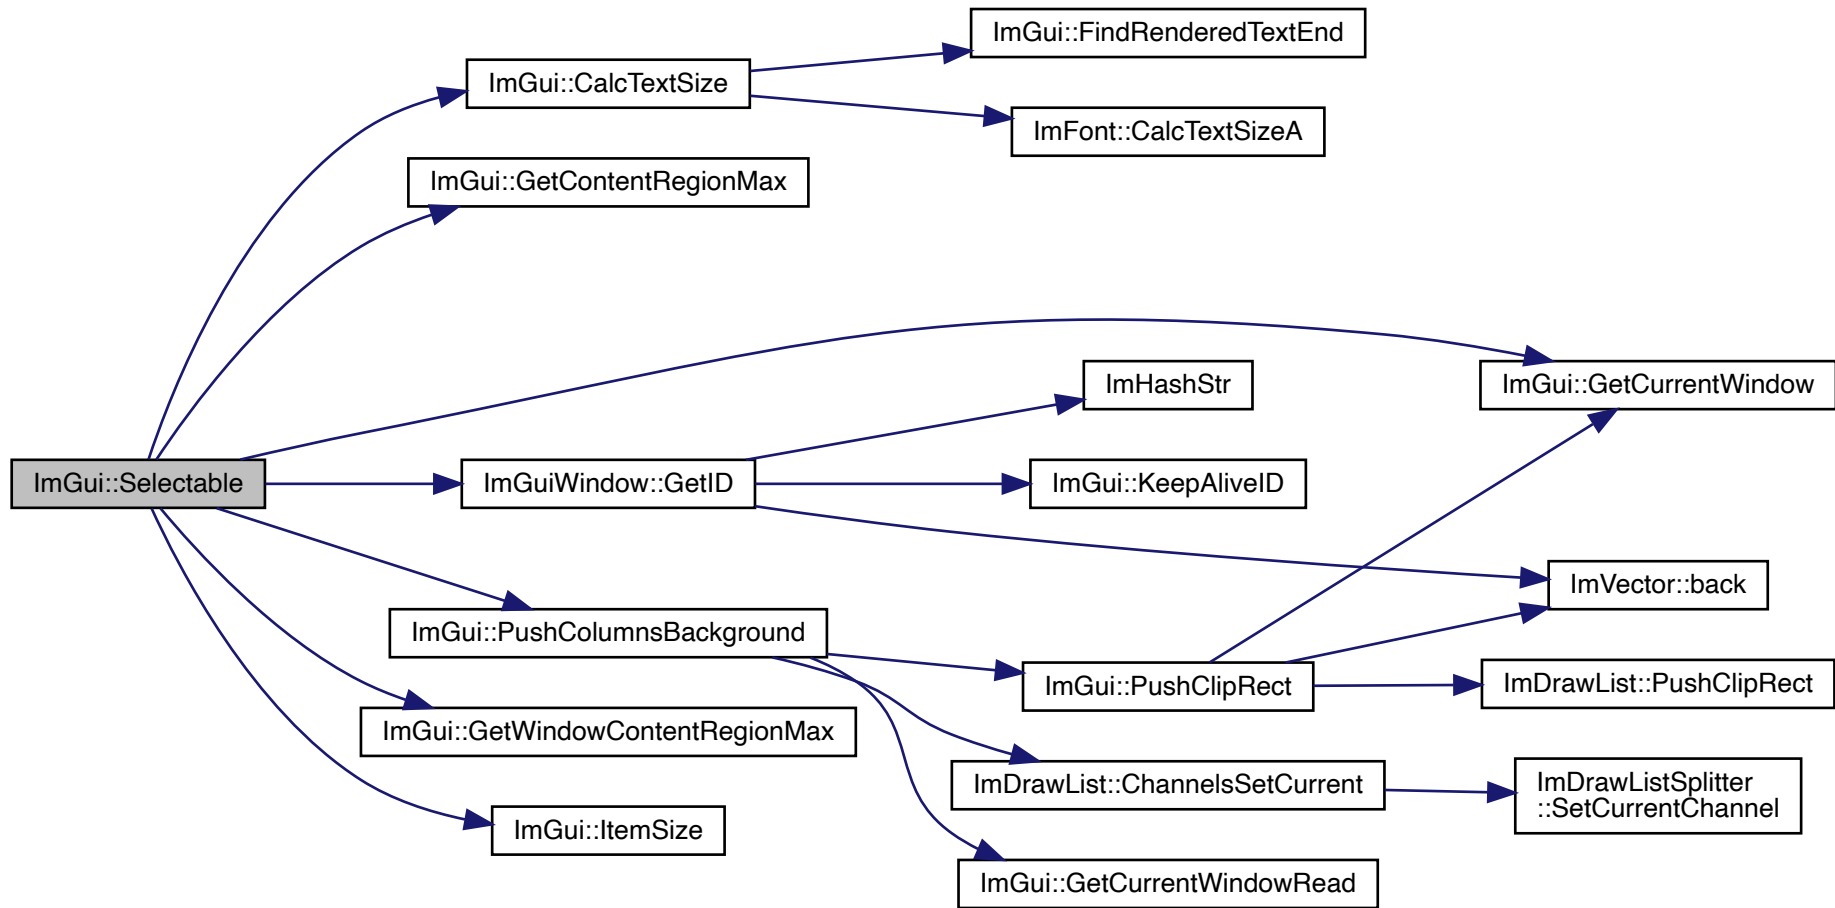 ImGui::FindRenderedTextEnd
ImGui::CalcTextSize
ImFont::CalcTextSizeA
ImGui::GetContentRegionMax
ImHashStr
ImGui::GetCurrentWindow
ImGui::Selectable
ImGuiWindow::GetID
ImGui::KeepAliveID
ImVector::back
ImGui::PushColumnsBackground
ImGui::PushClipRect
ImDrawList::PushClipRect
ImGui::GetWindowContentRegionMax
ImDrawList::ChannelsSetCurrent
ImDrawListSplitter
::SetCurrentChannel
ImGui::ItemSize
ImGui::GetCurrentWindowRead